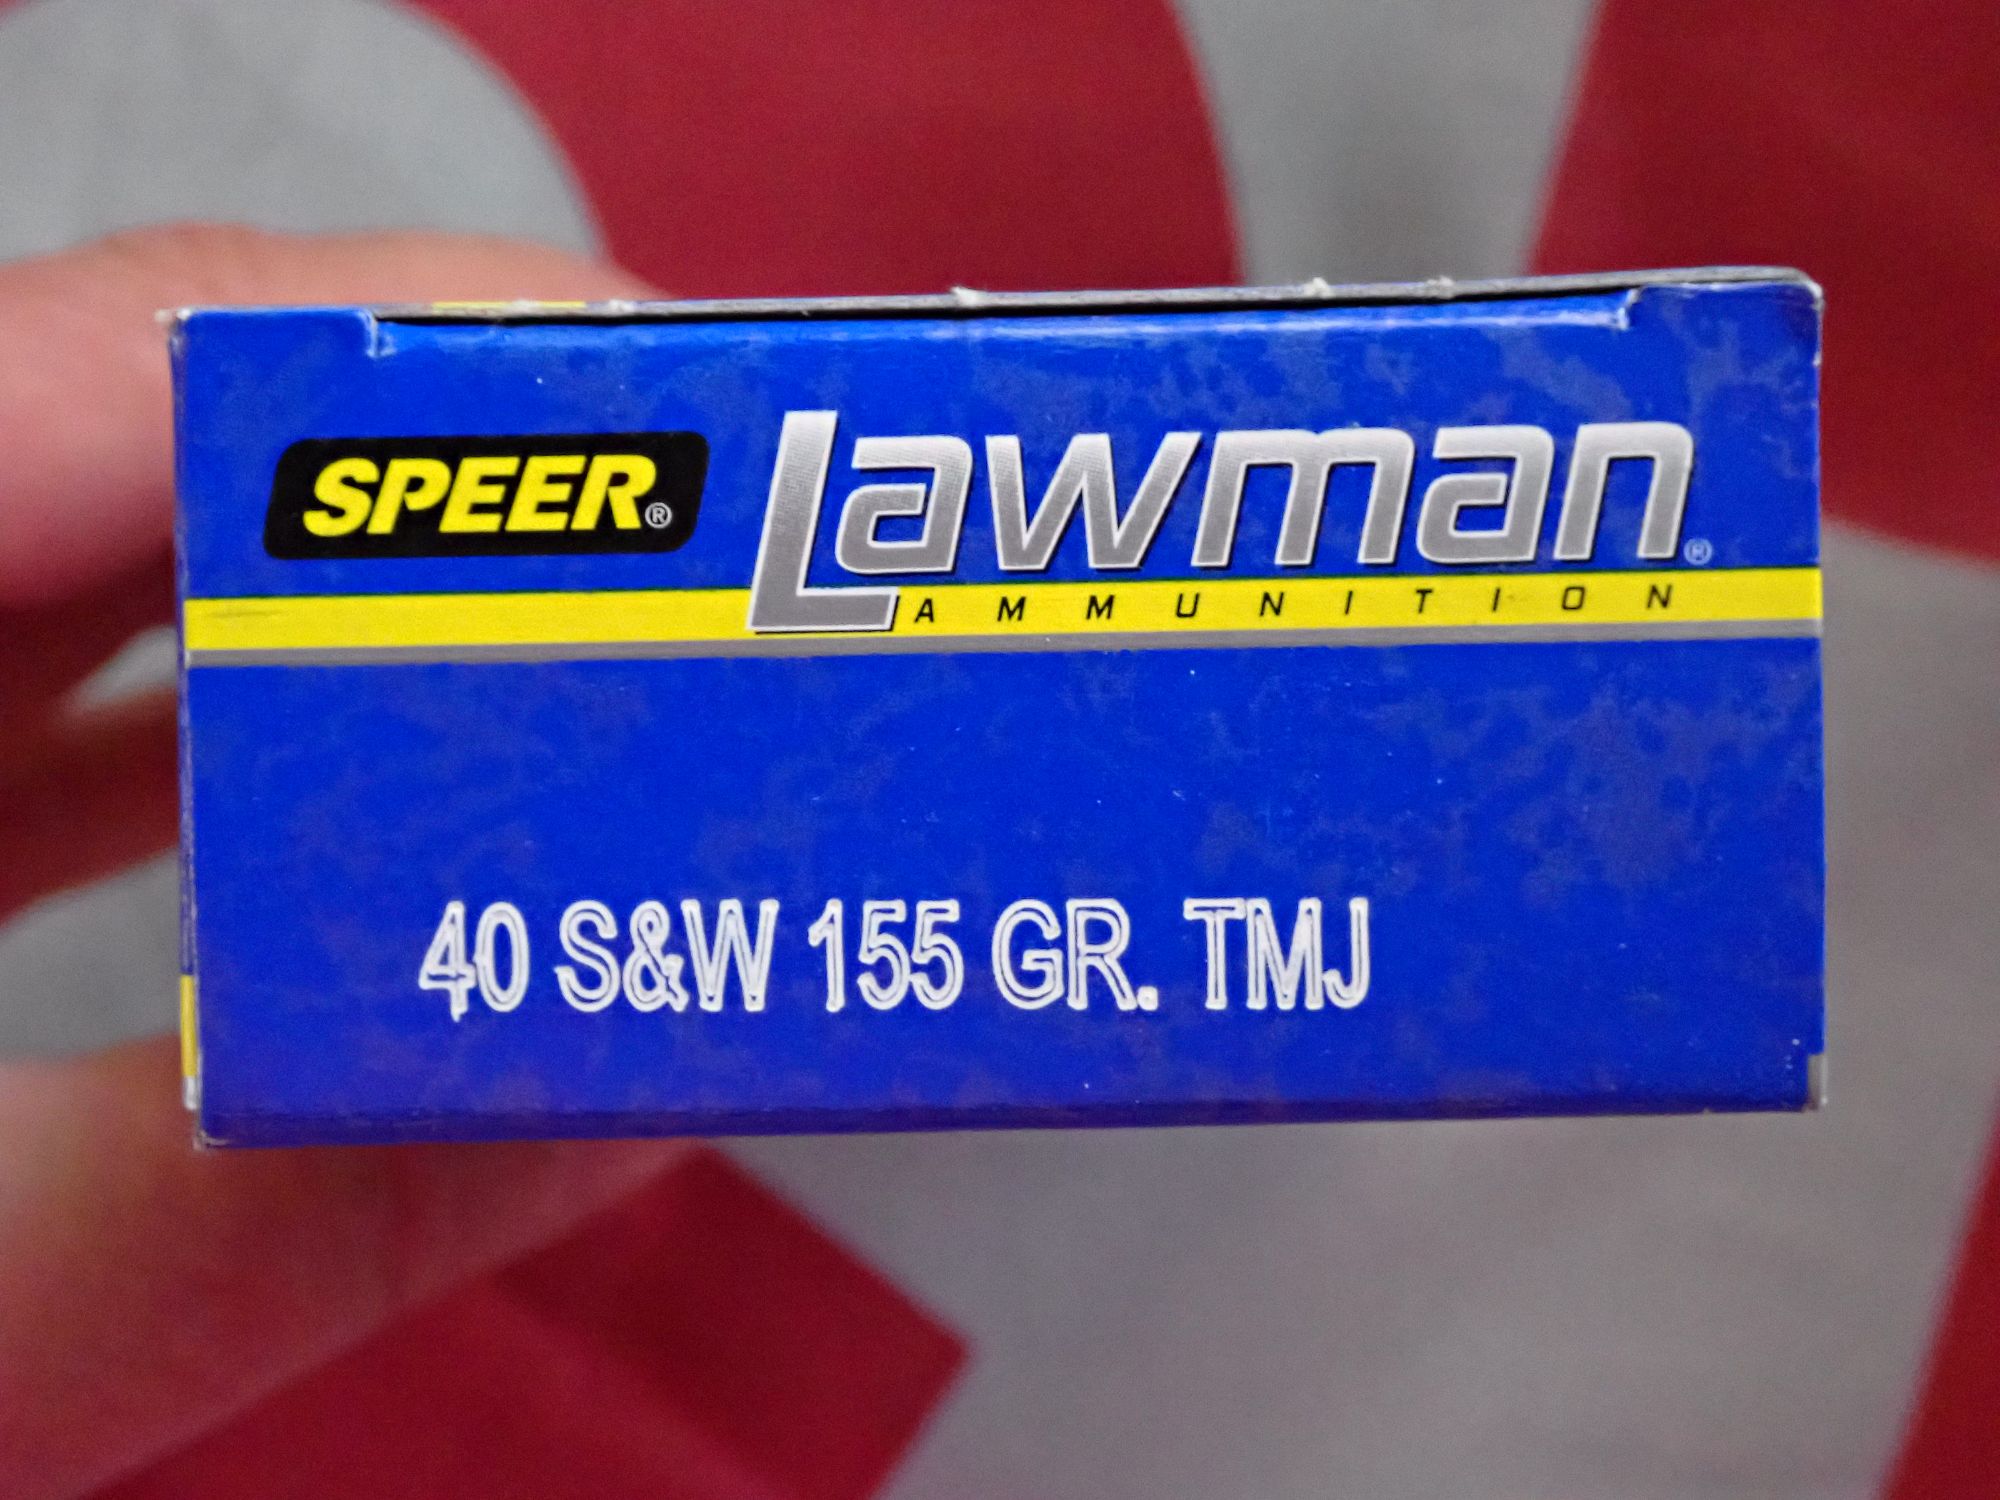 SPEER® Lawman®
AMMUNITION
40 S&W 155 GR. TMJ